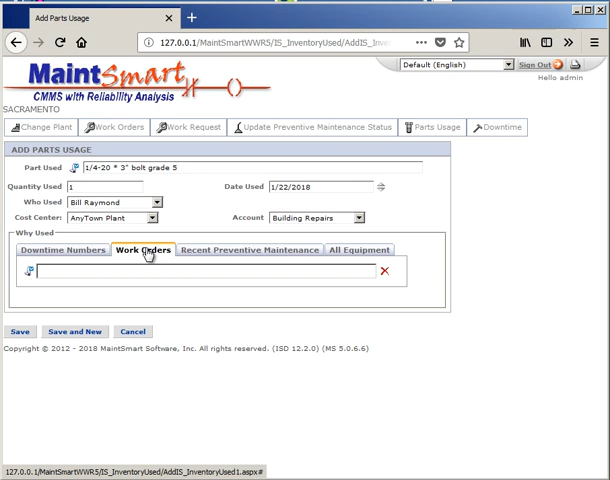 Add Parts Usage
127.0.0.1/MaintSmartWWR5/IS_InventoryUsed/AddIS_Inve
MaintSmart
CMMS with Reliability Analysis
Default (English)
Sign Out
Hello admin
SACRAMENTO
Change Plant
Work Orders
Work Request
Update Preventive Maintenance Status
Parts Usage
Downtime
ADD PARTS USAGE
Part Used 1/4-20 * 3" bolt grade 5
Quantity Used 1 Date Used 1/22/2018
Who Used Bill Raymond
Cost Center: AnyTown Plant Account Building Repairs
Why Used
Downtime Numbers Work Orders Recent Preventive Maintenance All Equipment
Save Save and New Cancel
Copyright © 2012 - 2018 MaintSmart Software, Inc. All rights reserved. (ISD 12.2.0) (MS 5.0.6.6)
127.0.0.1/MaintSmartWWR5/IS_InventoryUsed/AddIS_InventoryUsed1.aspx#